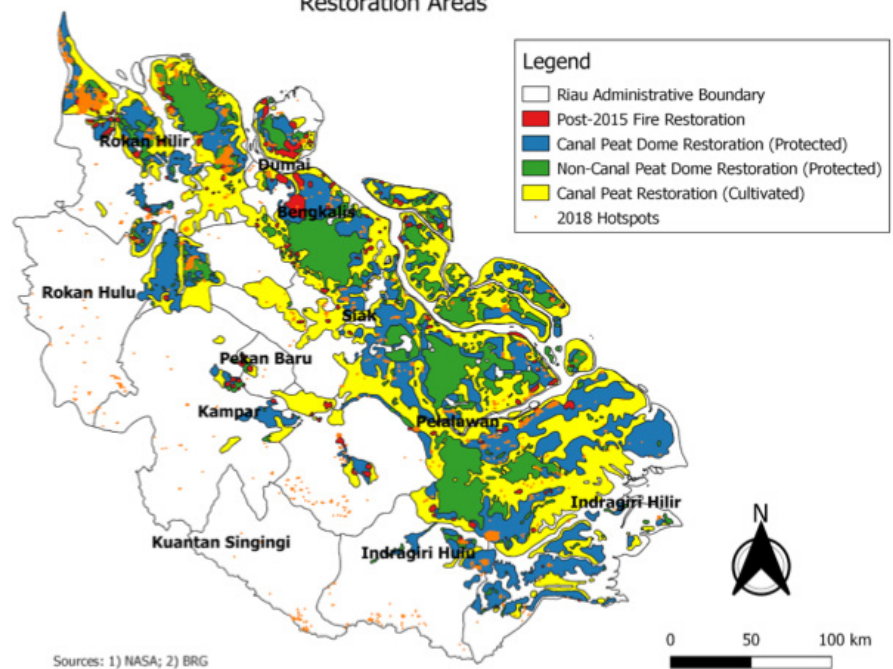 Restoration Areas
Legend
Riau Administrative Boundary
Post-2015 Fire Restoration
Canal Peat Dome Restoration (Protected)
Non-Canal Peat Dome Restoration (Protected)
Canal Peat Restoration (Cultivated)
2018 Hotspots
Rokan Hilir
Dumai
Bengkalis
Rokan Hulu
Siak
Pekan Baru
Kampar
Pelalawan
Indragiri Hilir
Kuantan Singingi
Indragiri Hulu
N
0 50 100 km
Sources: 1) NASA; 2) BRG